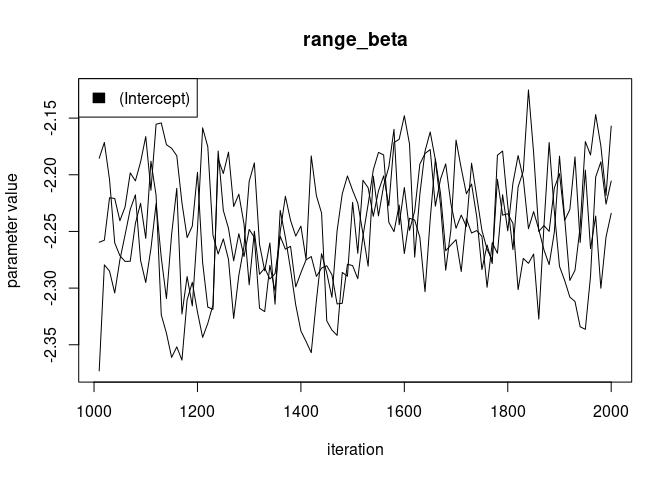 range_beta
(Intercept)
parameter value
-2.15
-2.20
-2.25
-2.30
-2.35
1000 1200 1400 1600 1800 2000
iteration